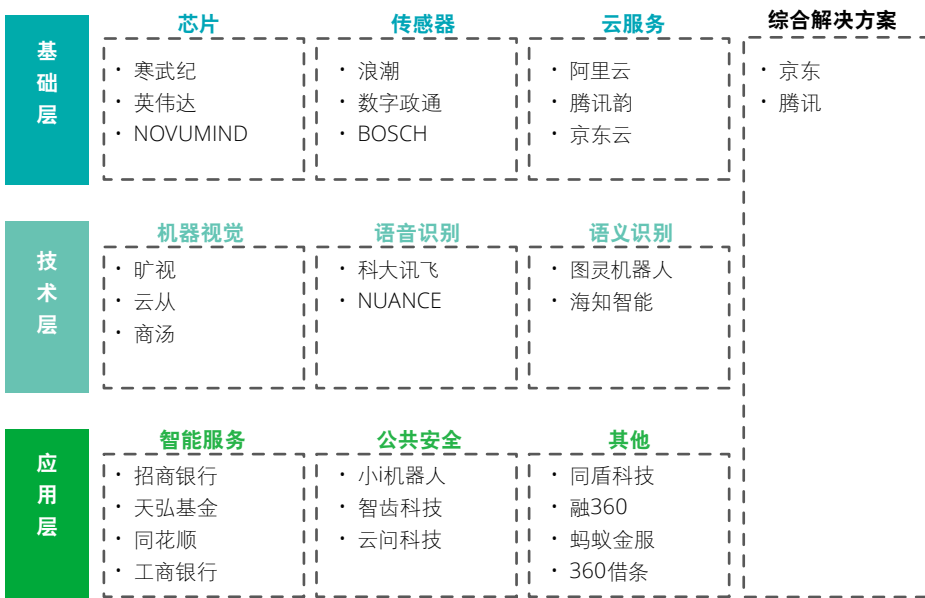 基础层
芯片
· 寒武纪
· 英伟达
· NOVUMIND
传感器
· 浪潮
· 数字政通
· BOSCH
云服务
· 阿里云
· 腾讯韵
· 京东云
综合解决方案
· 京东
· 腾讯
技术层
机器视觉
· 旷视
· 云从
· 商汤
语音识别
· 科大讯飞
· NUANCE
语义识别
· 图灵机器人
· 海知智能
应用层
智能服务
· 招商银行
· 天弘基金
· 同花顺
· 工商银行
公共安全
· 小i机器人
· 智齿科技
· 云问科技
其他
· 同盾科技
· 融360
· 蚂蚁金服
· 360借条